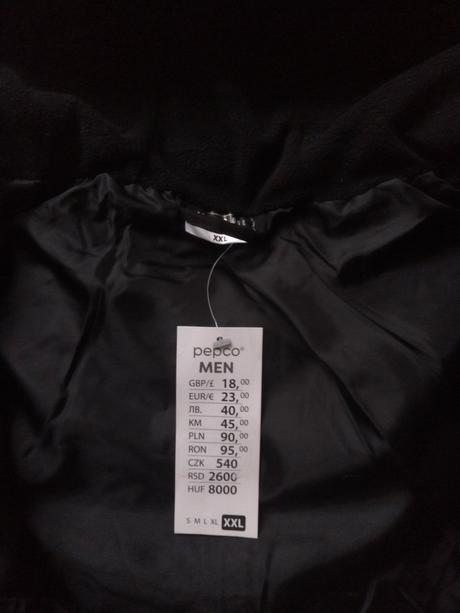 XXL
pepco®
MEN
GBP/£ 18,00
EUR/€ 23,00
ЛВ. 40,00
KM 45,00
PLN 90,00
RON 95,00
CZK 540
RSD 2600
HUF 8000
S M L XL XXL